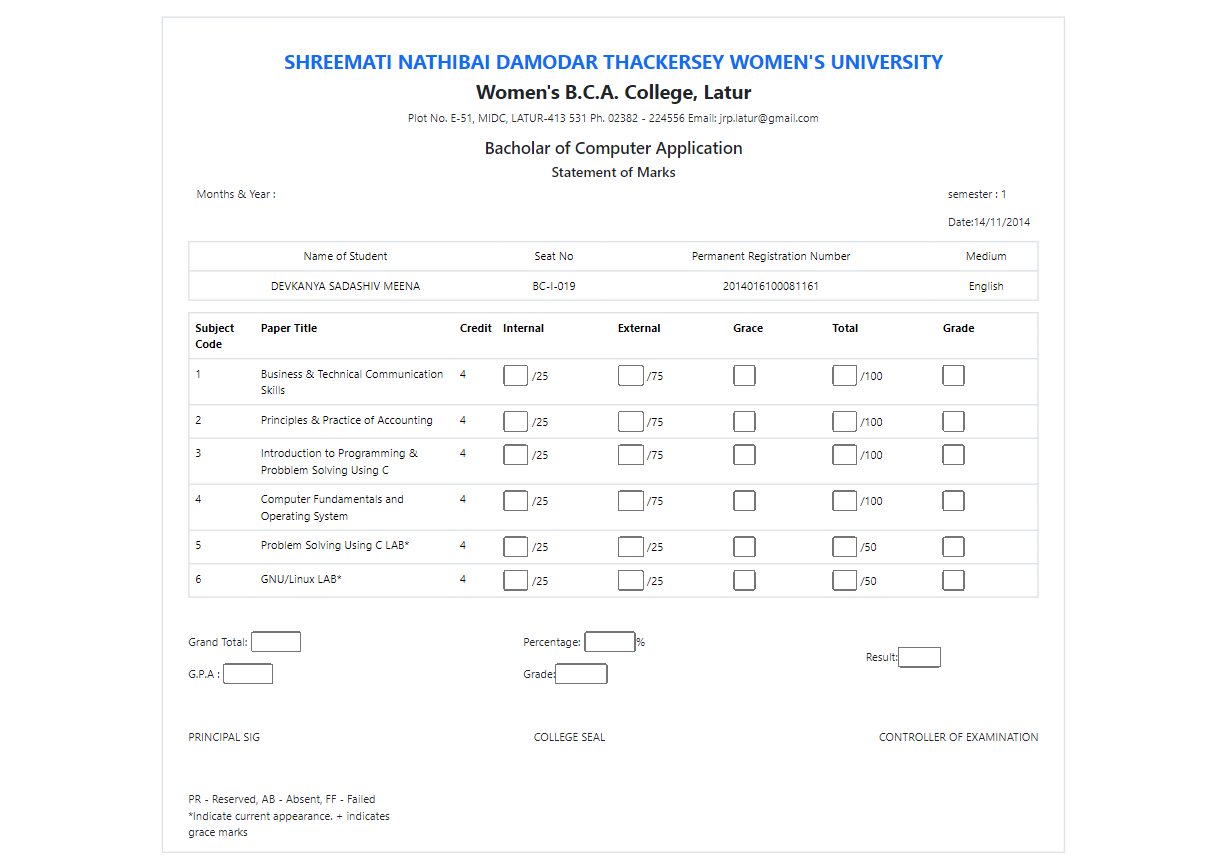 SHREEMATI NATHIBAI DAMODAR THACKERSEY WOMEN'S UNIVERSITY
Women's B.C.A. College, Latur
Plot No. E-51, MIDC, LATUR-413 531 Ph. 02382 - 224556 Email: jrp.latur@gmail.com
Bacholar of Computer Application
Statement of Marks
Months & Year : semester : 1
Date:14/11/2014
Name of Student Seat No Permanent Registration Number Medium
DEVKANYA SADASHIV MEENA BC-I-019 2014016100081161 English
Subject Paper Title Credit Internal External Grace Total Grade
Code
1 Business & Technical Communication 4 /25 /75 /100
Skills
2 Principles & Practice of Accounting 4 /25 /75 /100
3 Introduction to Programming & 4 /25 /75 /100
Probblem Solving Using C
4 Computer Fundamentals and 4 /25 /75 /100
Operating System
5 Problem Solving Using C LAB* 4 /25 /25 /50
6 GNU/Linux LAB* 4 /25 /25 /50
Grand Total: Percentage: %
Result:
G.P.A : Grade:
PRINCIPAL SIG COLLEGE SEAL CONTROLLER OF EXAMINATION
PR - Reserved, AB - Absent, FF - Failed
*Indicate current appearance. + indicates
grace marks